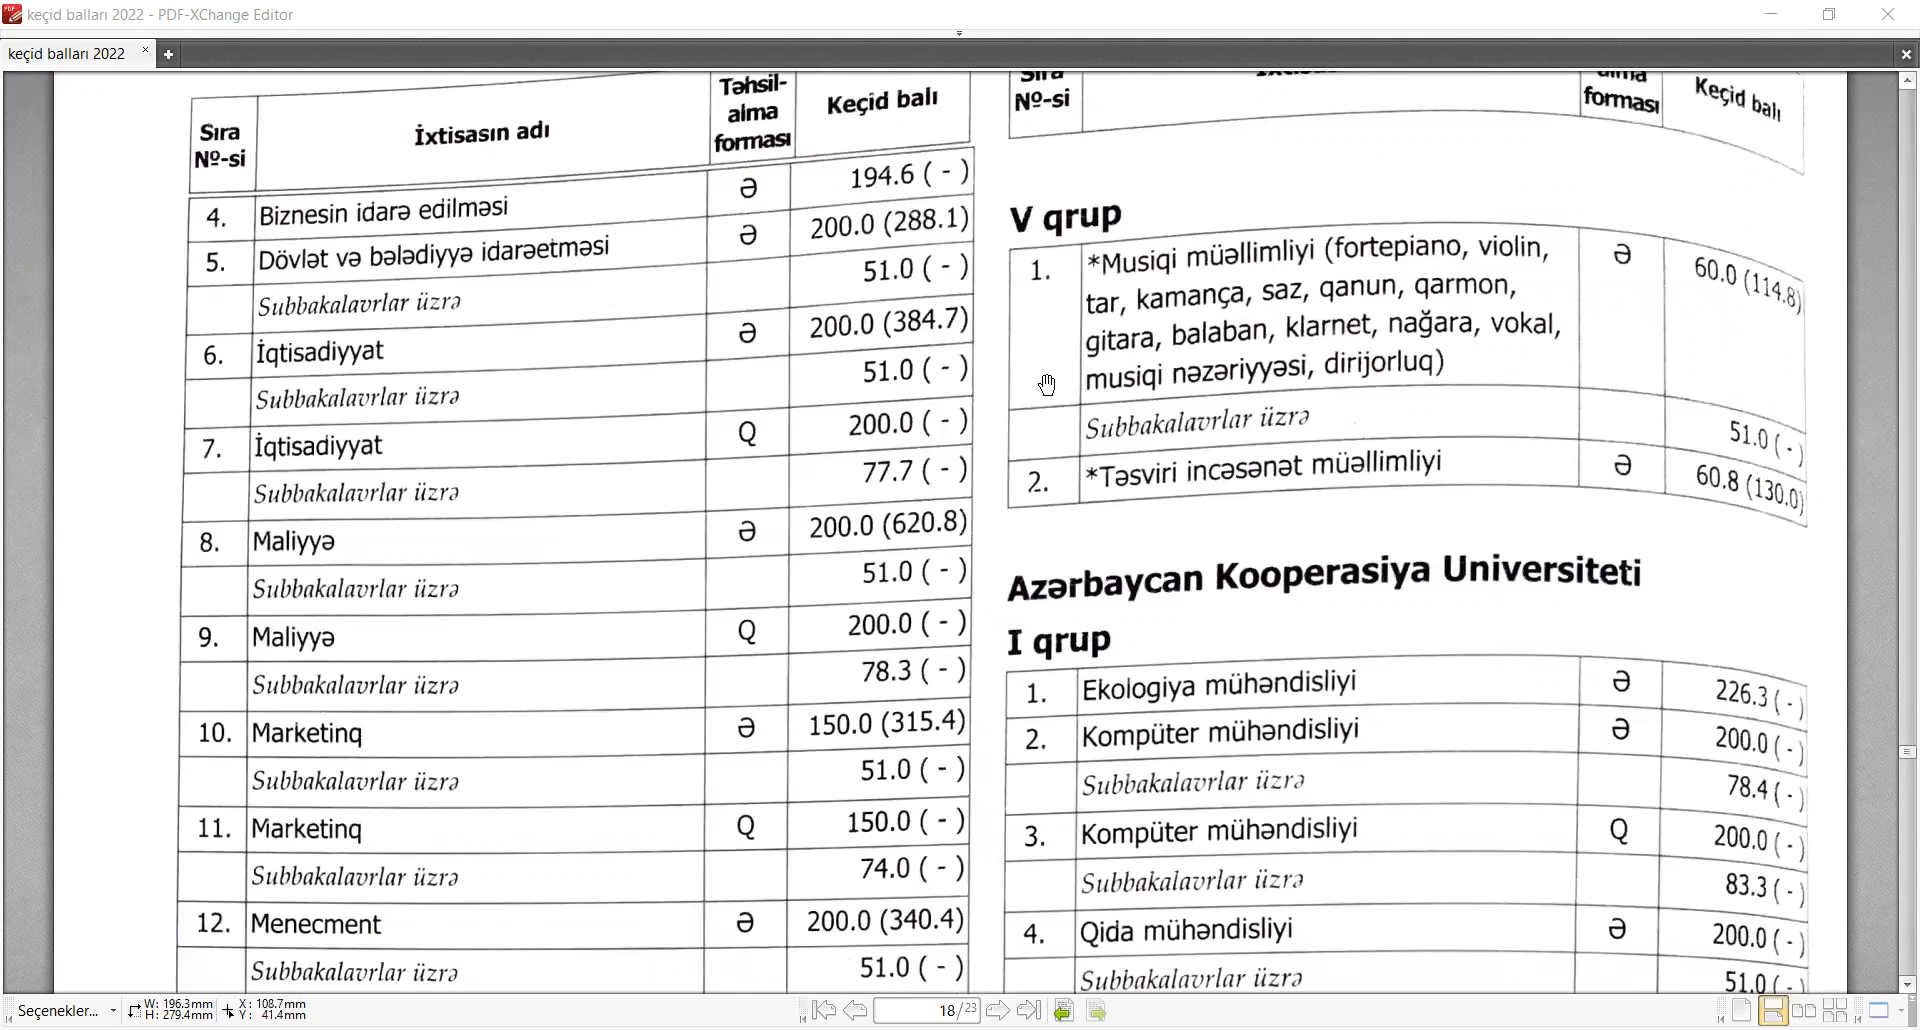 keçid balları 2022 - PDF-XChange Editor
keçid balları 2022
Sıra Nº-si İxtisasın adı Təhsil-alma forması Keçid balı
4. Biznesin idarə edilməsi Ə 194.6 ( - )
5. Dövlət və bələdiyyə idarəetməsi Ə 200.0 (288.1)
Subbakalavrlar üzrə 51.0 ( - )
6. İqtisadiyyat Ə 200.0 (384.7)
Subbakalavrlar üzrə 51.0 ( - )
7. İqtisadiyyat Q 200.0 ( - )
Subbakalavrlar üzrə 77.7 ( - )
8. Maliyyə Ə 200.0 (620.8)
Subbakalavrlar üzrə 51.0 ( - )
9. Maliyyə Q 200.0 ( - )
Subbakalavrlar üzrə 78.3 ( - )
10. Marketinq Ə 150.0 (315.4)
Subbakalavrlar üzrə 51.0 ( - )
11. Marketinq Q 150.0 ( - )
Subbakalavrlar üzrə 74.0 ( - )
12. Menecment Ə 200.0 (340.4)
Subbakalavrlar üzrə 51.0 ( - )
Sıra Nº-si alma forması Keçid balı
V qrup
1. *Musiqi müəllimliyi (fortepiano, violin, Ə 60.0 (114.8)
tar, kamança, saz, qanun, qarmon,
gitara, balaban, klarnet, nağara, vokal,
musiqi nəzəriyyəsi, dirijorluq)
Subbakalavrlar üzrə 51.0 ( - )
2. *Təsviri incəsənət müəllimliyi Ə 60.8 (130.0)
Azərbaycan Kooperasiya Universiteti
I qrup
1. Ekologiya mühəndisliyi Ə 226.3 ( - )
2. Kompüter mühəndisliyi Ə 200.0 ( - )
Subbakalavrlar üzrə 78.4 ( - )
3. Kompüter mühəndisliyi Q 200.0 ( - )
Subbakalavrlar üzrə 83.3 ( - )
4. Qida mühəndisliyi Ə 200.0 ( - )
Subbakalavrlar üzrə 51.0 ( - )
Seçenekler... W: 196.3mm X: 108.7mm 18 /23
H: 279.4mm Y: 41.4mm